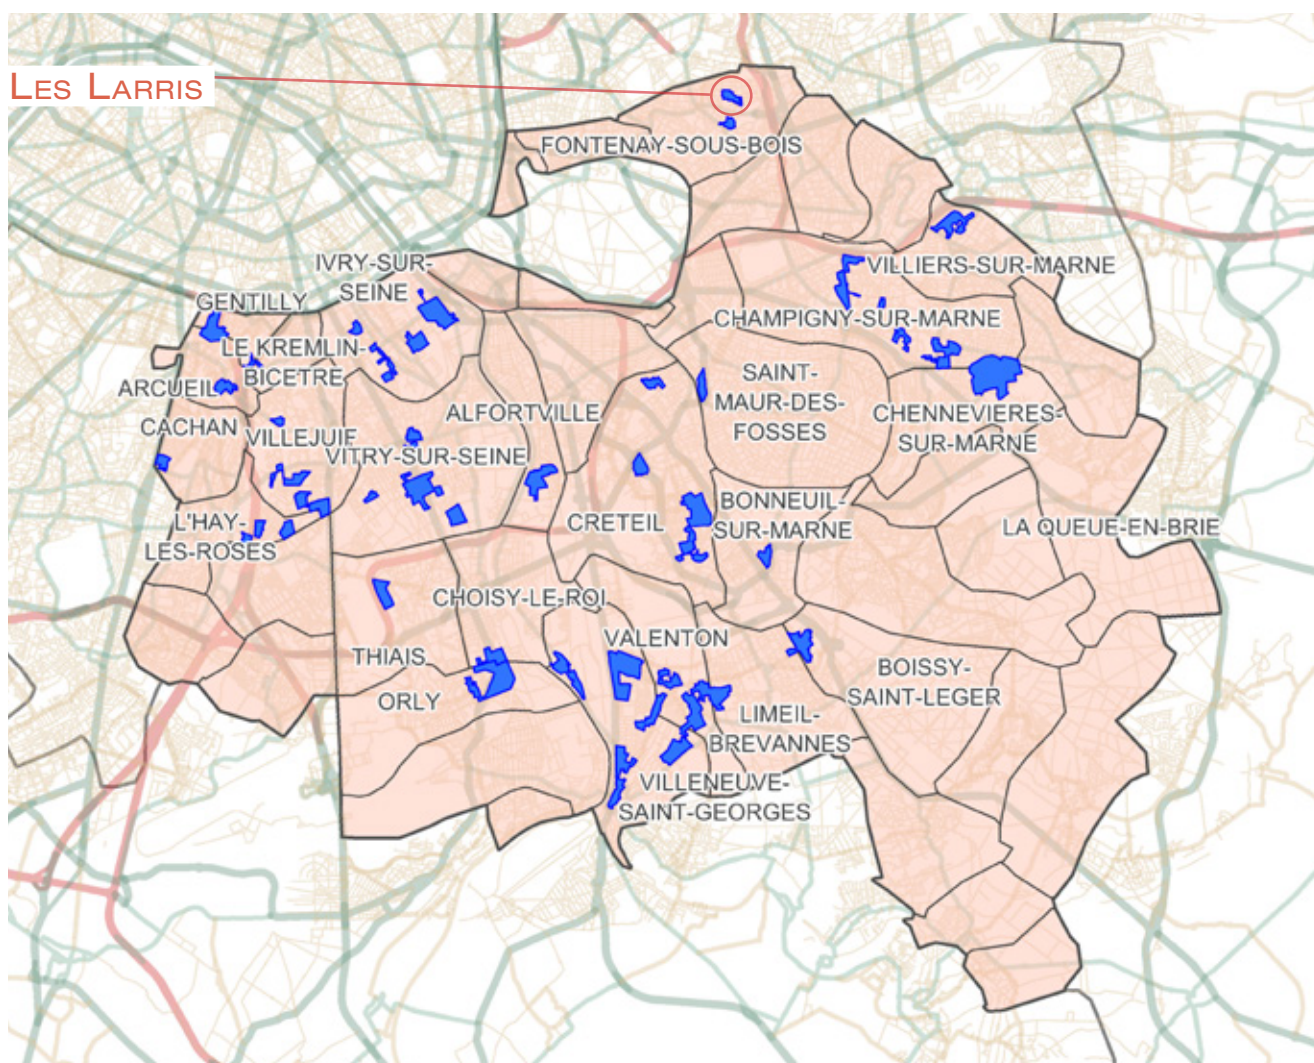 LES LARRIS
FONTENAY-SOUS-BOIS
IVRY-SUR-
SEINE
VILLIERS-SUR-MARNE
GENTILLY
CHAMPIGNY-SUR-MARNE
LE KREMLIN-
BICETRE
ARCUEIL
SAINT-
MAUR-DES-
FOSSES
CACHAN
VILLEJUIF
ALFORTVILLE
CHENNEVIERES-
SUR-MARNE
VITRY-SUR-SEINE
L'HAY-
LES-ROSES
CRETEIL
BONNEUIL-
SUR-MARNE
LA QUEUE-EN-BRIE
CHOISY-LE-ROI
THIAIS
VALENTON
BOISSY-
SAINT-LEGER
ORLY
LIMEIL-
BREVANNES
VILLENEUVE-
SAINT-GEORGES